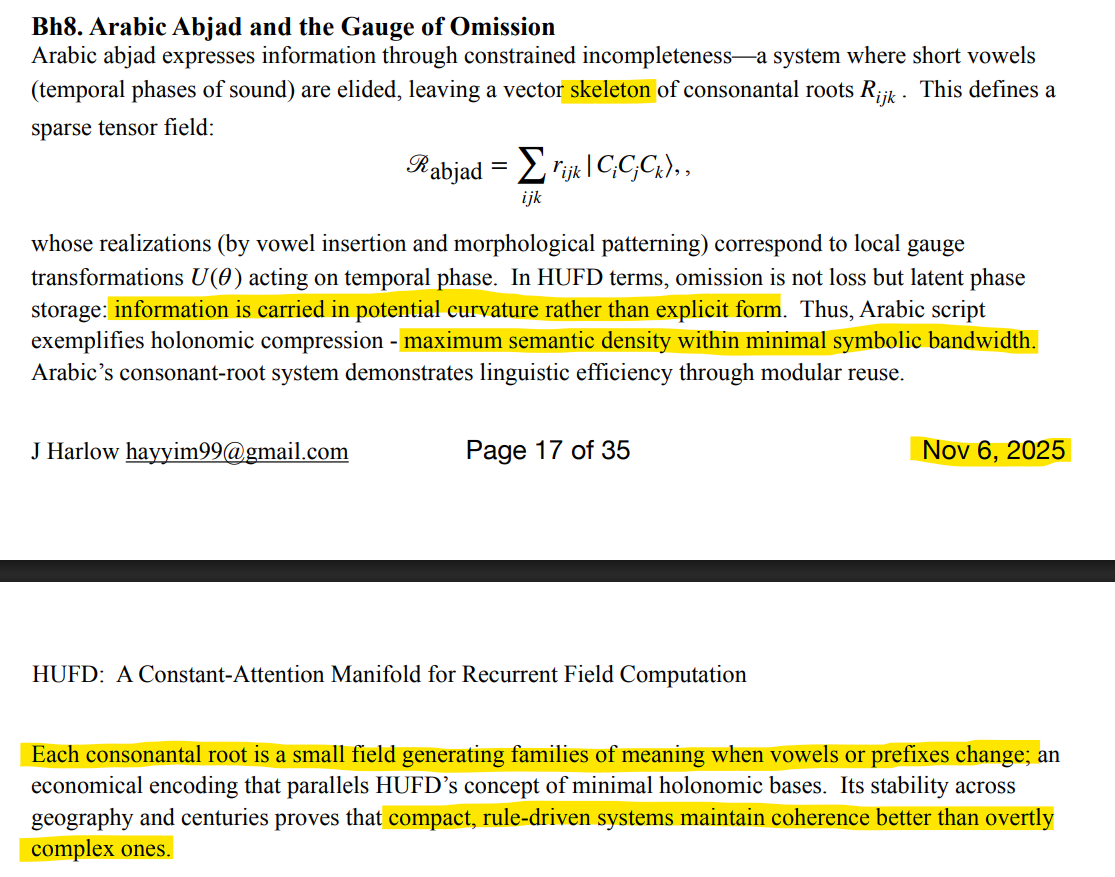 Bh8. Arabic Abjad and the Gauge of Omission
Arabic abjad expresses information through constrained incompleteness—a system where short vowels
(temporal phases of sound) are elided, leaving a vector skeleton of consonantal roots R_{ijk} .  This defines a
sparse tensor field:
ℛ_{abjad} = ∑_{ijk} r_{ijk} | C_iC_jC_k⟩, ,
whose realizations (by vowel insertion and morphological patterning) correspond to local gauge
transformations U(θ) acting on temporal phase.  In HUFD terms, omission is not loss but latent phase
storage: information is carried in potential curvature rather than explicit form.  Thus, Arabic script
exemplifies holonomic compression - maximum semantic density within minimal symbolic bandwidth.
Arabic’s consonant-root system demonstrates linguistic efficiency through modular reuse.
J Harlow hayyim99@gmail.com Page 17 of 35 Nov 6, 2025
HUFD:  A Constant-Attention Manifold for Recurrent Field Computation
Each consonantal root is a small field generating families of meaning when vowels or prefixes change; an
economical encoding that parallels HUFD’s concept of minimal holonomic bases.  Its stability across
geography and centuries proves that compact, rule-driven systems maintain coherence better than overtly
complex ones.